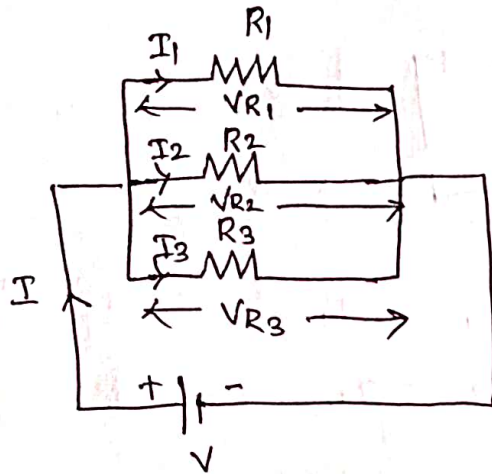 R1
I1
VR1
I2 R2
VR2
I3 R3
I
VR3
+ -
V